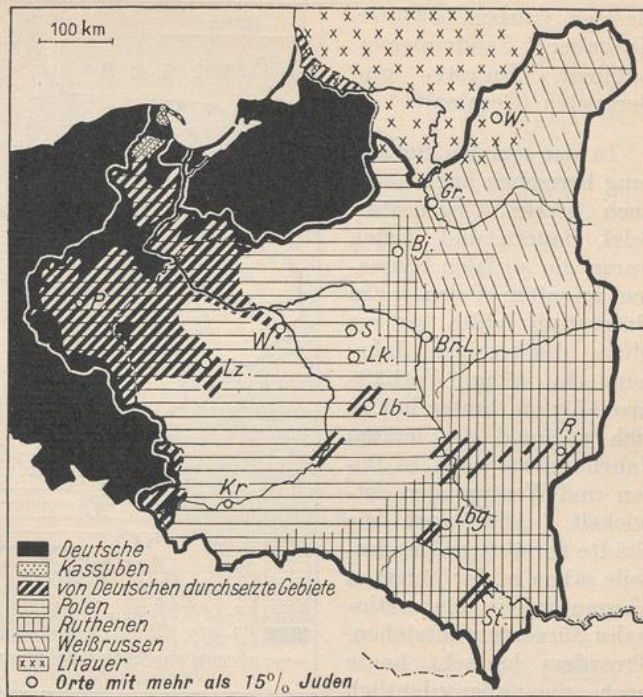 100 km
W.
Gr.
Bj.
P.
W.
S.
Br.L.
Lz.
Lk.
Lb.
R.
Kr
Lbg.
St.
Deutsche
Kassuben
von Deutschen durchsetzte Gebiete
Polen
Ruthenen
Weißrussen
Litauer
Orte mit mehr als 15% Juden